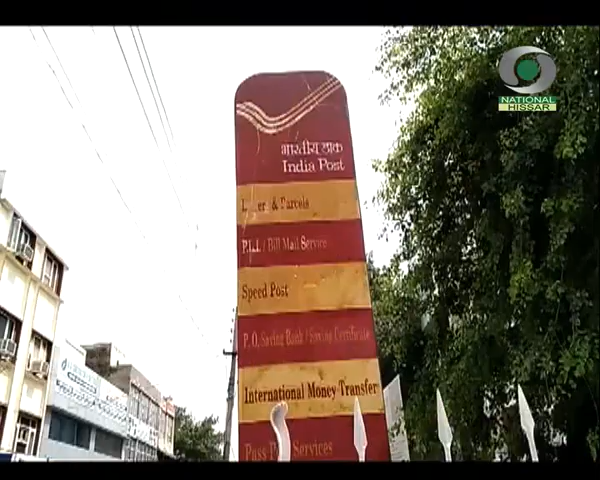 NATIONAL
HISSAR
भारतीय डाक
India Post
& Parcels
P.L.I. / Bill Mail Service
Speed Post
P. O. Saving Bank / Saving Certificate
International Money Transfer
Services